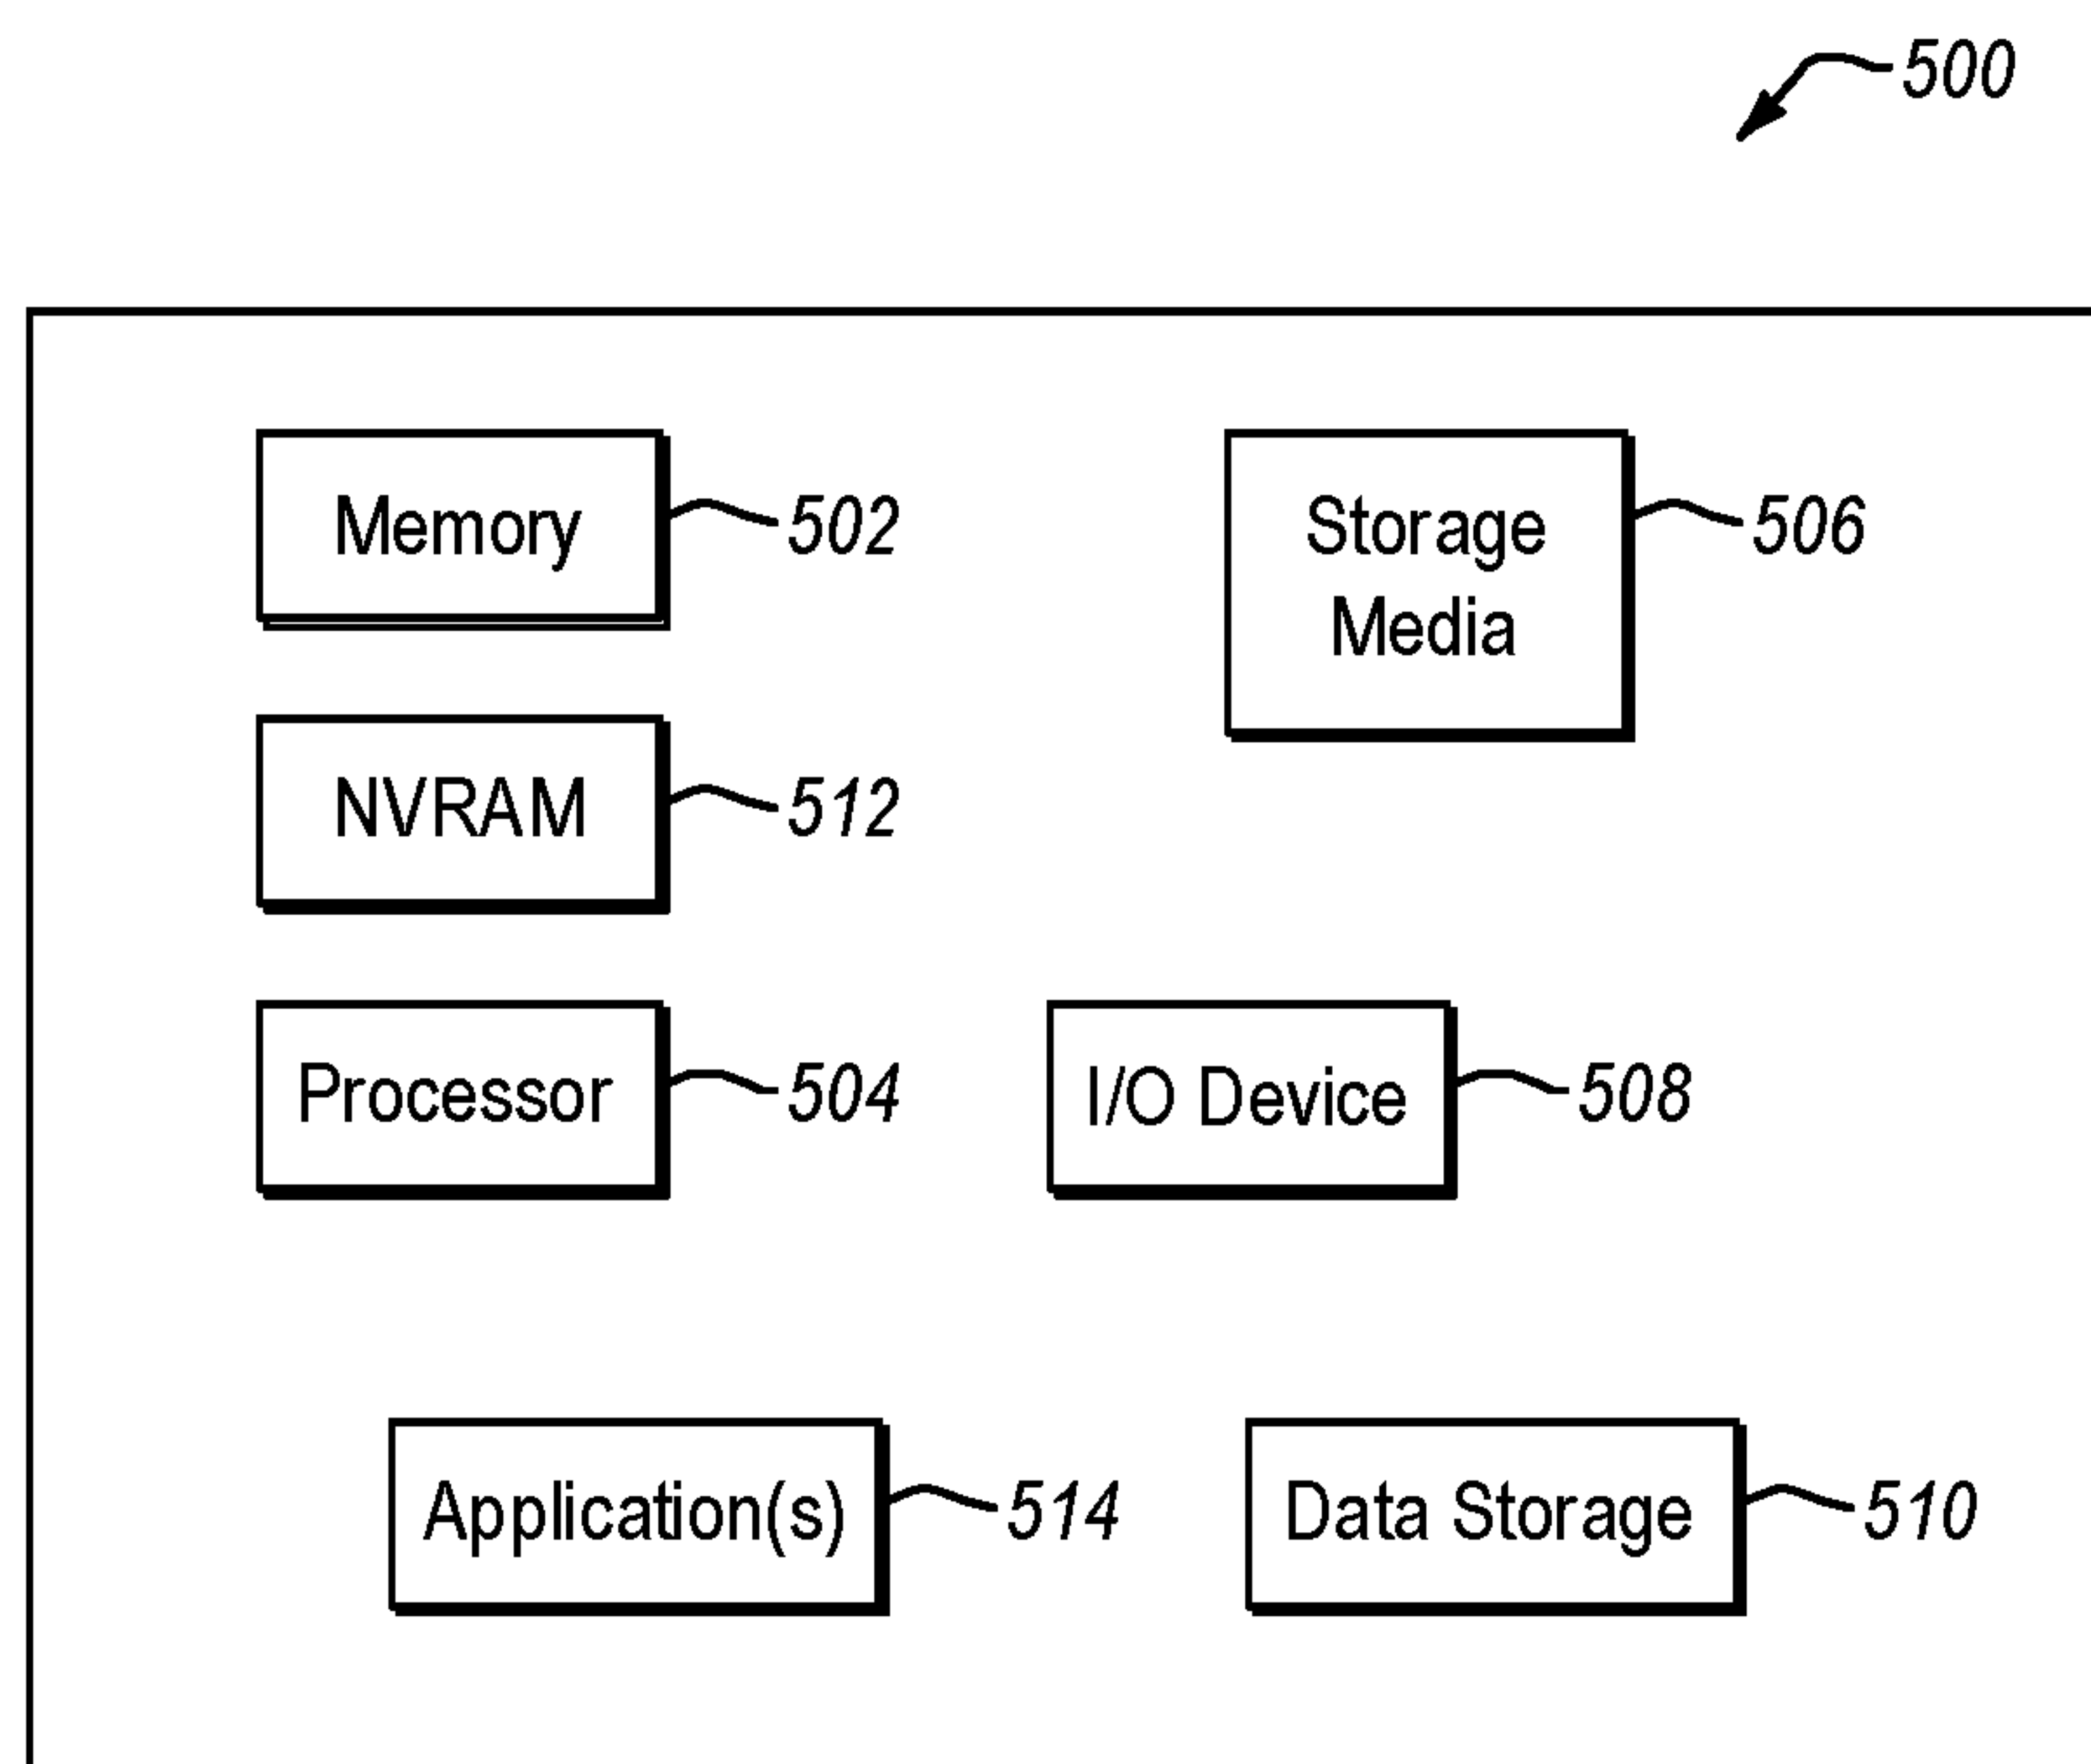 500
Memory
502
Storage
Media
506
NVRAM
512
Processor
504
I/O Device
508
Application(s)
514
Data Storage
510